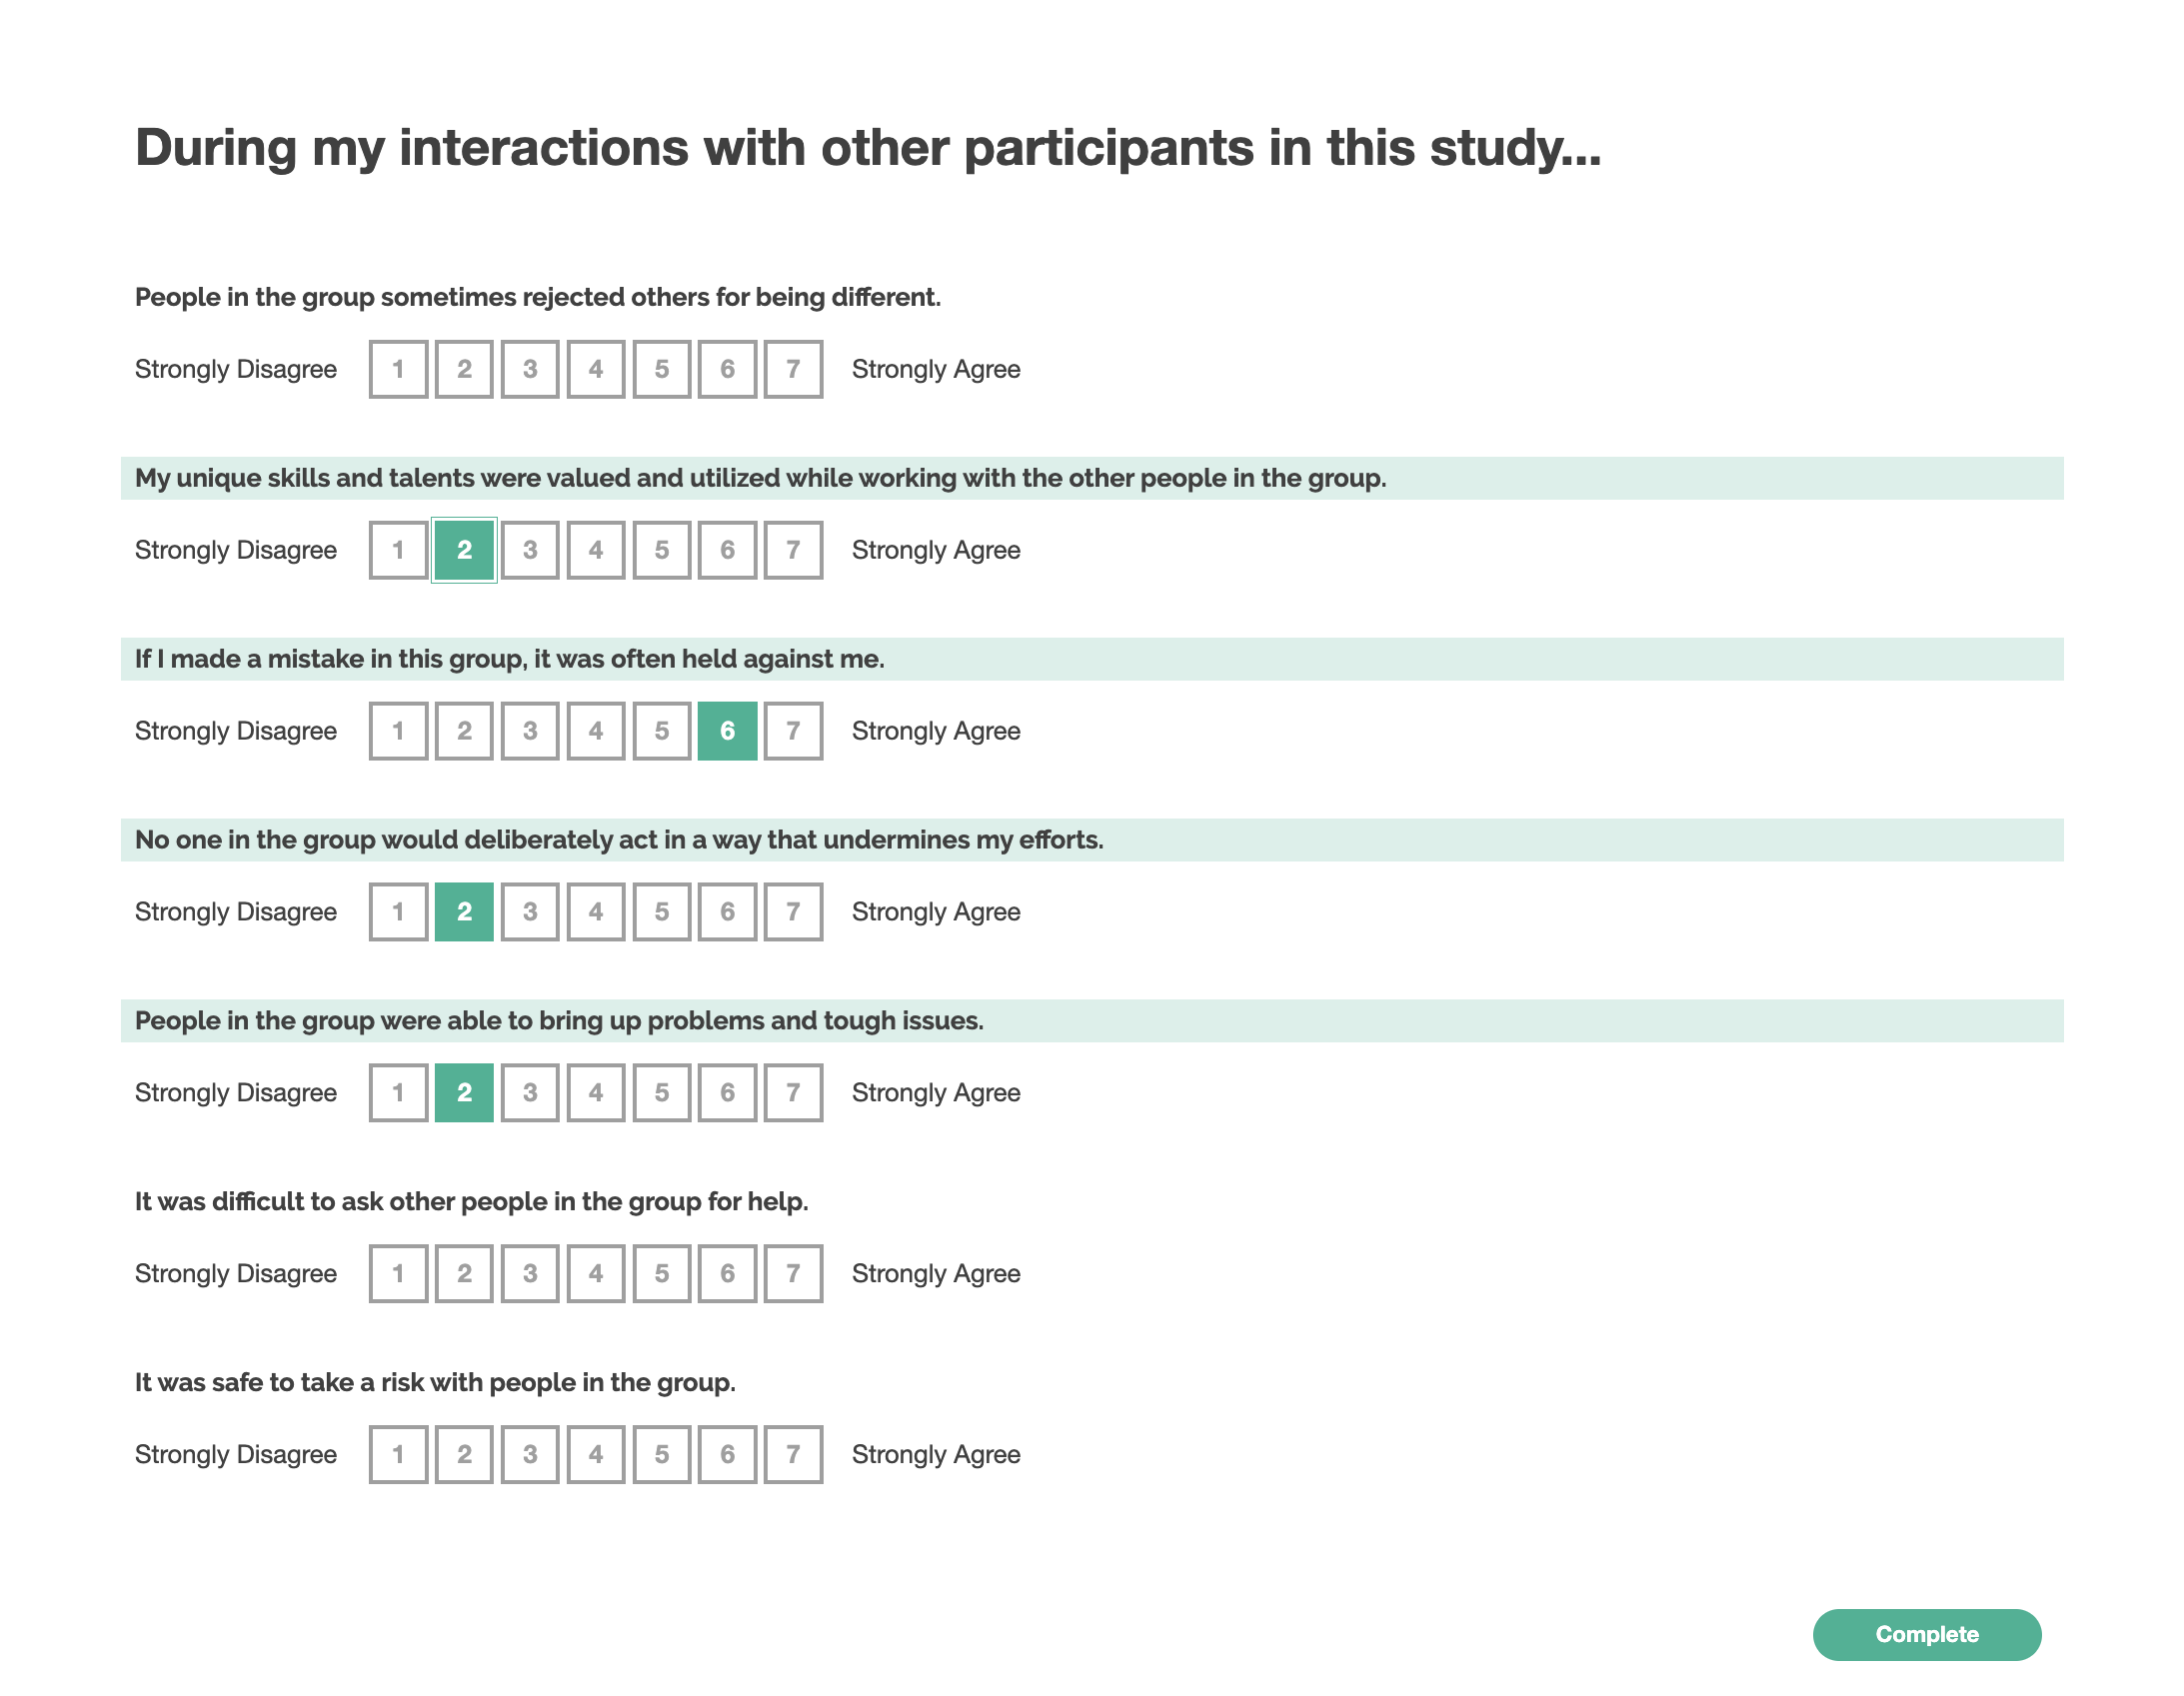 During my interactions with other participants in this study...
People in the group sometimes rejected others for being different.
Strongly Disagree 1 2 3 4 5 6 7 Strongly Agree
My unique skills and talents were valued and utilized while working with the other people in the group.
Strongly Disagree 1 2 3 4 5 6 7 Strongly Agree
If I made a mistake in this group, it was often held against me.
Strongly Disagree 1 2 3 4 5 6 7 Strongly Agree
No one in the group would deliberately act in a way that undermines my efforts.
Strongly Disagree 1 2 3 4 5 6 7 Strongly Agree
People in the group were able to bring up problems and tough issues.
Strongly Disagree 1 2 3 4 5 6 7 Strongly Agree
It was difficult to ask other people in the group for help.
Strongly Disagree 1 2 3 4 5 6 7 Strongly Agree
It was safe to take a risk with people in the group.
Strongly Disagree 1 2 3 4 5 6 7 Strongly Agree
Complete